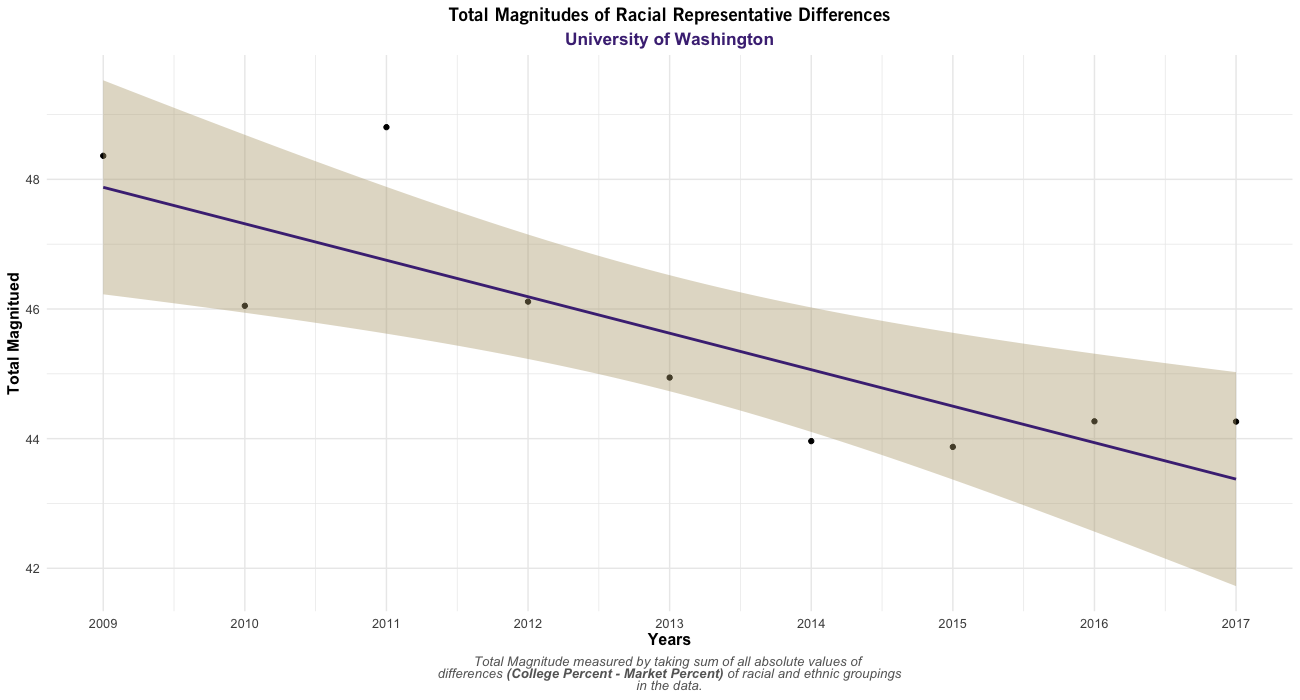 Total Magnitudes of Racial Representative Differences
University of Washington
Total Magnitued
48
46
44
42
2009 2010 2011 2012 2013 2014 2015 2016 2017
Years
Total Magnitude measured by taking sum of all absolute values of
differences (College Percent - Market Percent) of racial and ethnic groupings
in the data.